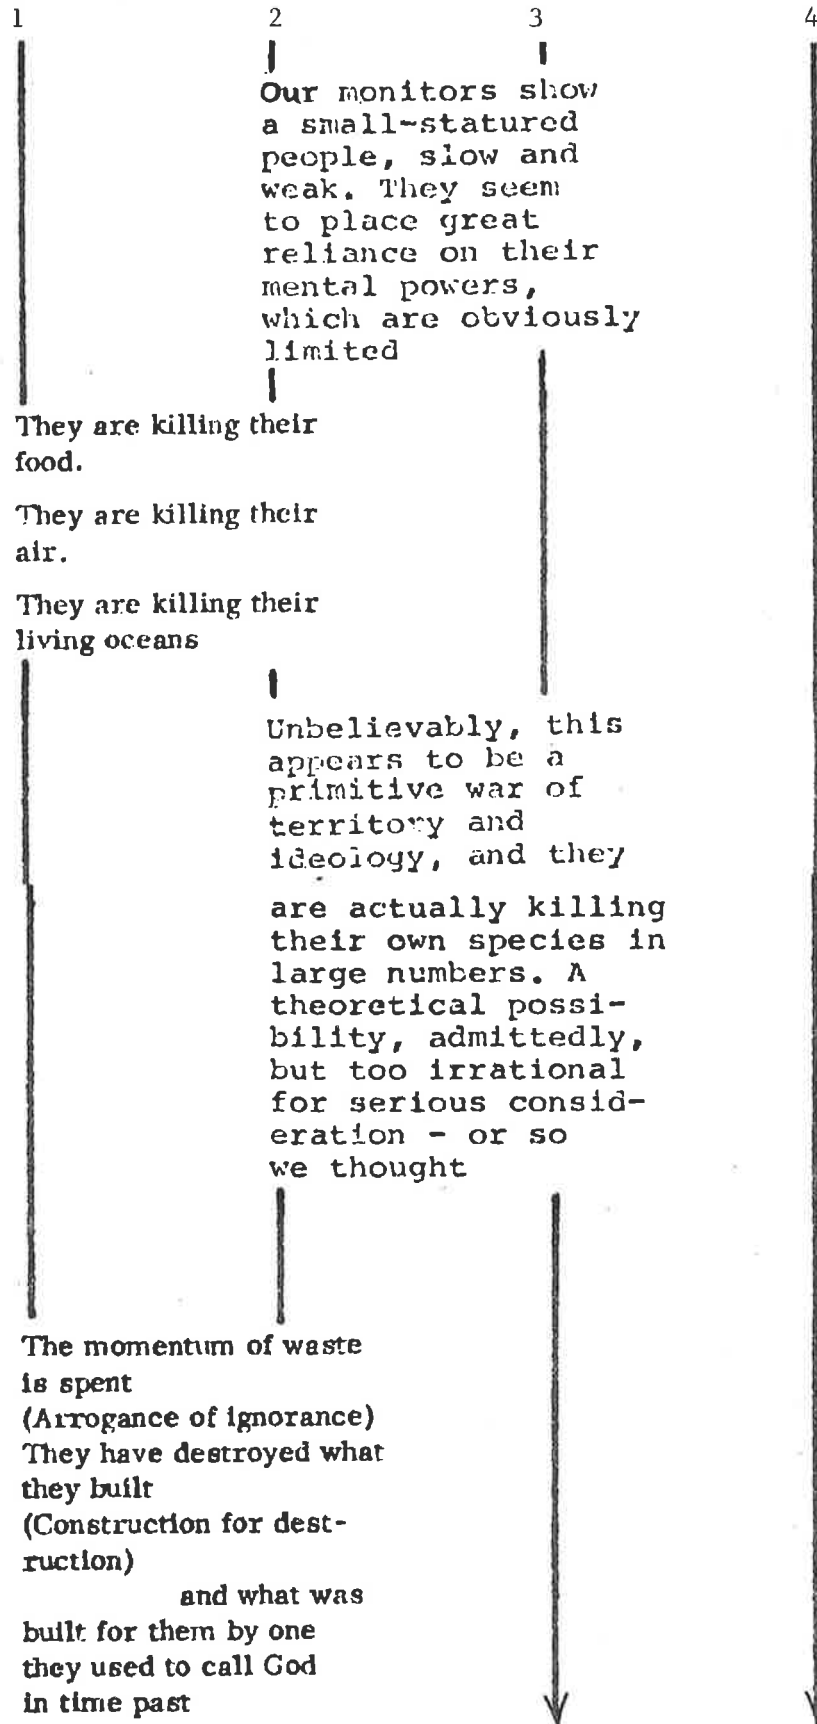 1 2 3 4
Our monitors show
a small-statured
people, slow and
weak. They seem
to place great
reliance on their
mental powers,
which are obviously
limited
They are killing their
food.
They are killing their
air.
They are killing their
living oceans
Unbelievably, this
appears to be a
primitive war of
territory and
ideology, and they
are actually killing
their own species in
large numbers. A
theoretical possi-
bility, admittedly,
but too irrational
for serious consid-
eration - or so
we thought
The momentum of waste
is spent
(Arrogance of ignorance)
They have destroyed what
they built
(Construction for dest-
ruction)
and what was
built for them by one
they used to call God
in time past